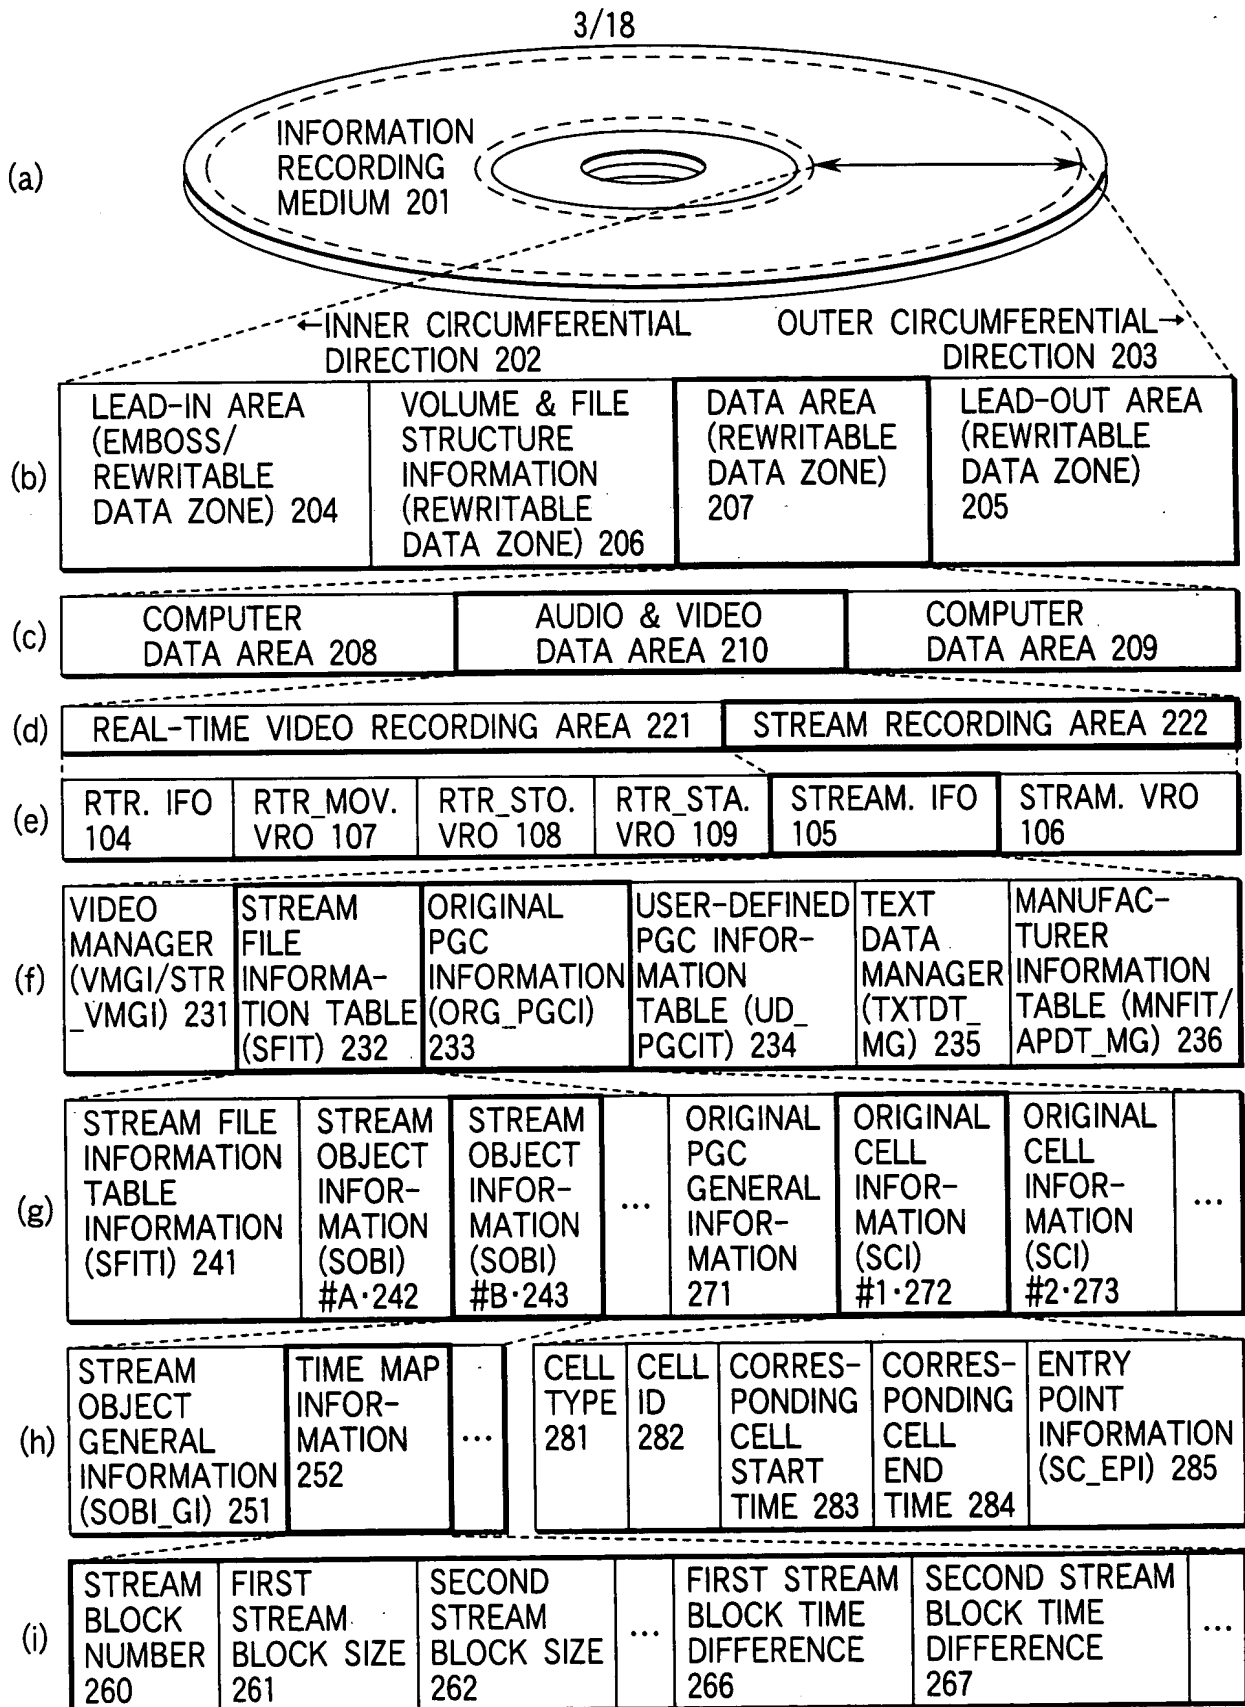 3/18
(a)
INFORMATION
RECORDING
MEDIUM 201
←INNER CIRCUMFERENTIAL
DIRECTION 202
OUTER CIRCUMFERENTIAL→
DIRECTION 203
(b)
LEAD-IN AREA
(EMBOSS/
REWRITABLE
DATA ZONE) 204
VOLUME & FILE
STRUCTURE
INFORMATION
(REWRITABLE
DATA ZONE) 206
DATA AREA
(REWRITABLE
DATA ZONE)
207
LEAD-OUT AREA
(REWRITABLE
DATA ZONE)
205
(c)
COMPUTER
DATA AREA 208
AUDIO & VIDEO
DATA AREA 210
COMPUTER
DATA AREA 209
(d)
REAL-TIME VIDEO RECORDING AREA 221
STREAM RECORDING AREA 222
(e)
RTR. IFO
104
RTR_MOV.
VRO 107
RTR_STO.
VRO 108
RTR_STA.
VRO 109
STREAM. IFO
105
STRAM. VRO
106
(f)
VIDEO
MANAGER
(VMGI/STR
_VMGI) 231
STREAM
FILE
INFORMA-
TION TABLE
(SFIT) 232
ORIGINAL
PGC
INFORMATION
(ORG_PGCI)
233
USER-DEFINED
PGC INFOR-
MATION
TABLE (UD_
PGCIT) 234
TEXT
DATA
MANAGER
(TXTDT_
MG) 235
MANUFAC-
TURER
INFORMATION
TABLE (MNFIT/
APDT_MG) 236
(g)
STREAM FILE
INFORMATION
TABLE
INFORMATION
(SFITI) 241
STREAM
OBJECT
INFOR-
MATION
(SOBI)
#A·242
STREAM
OBJECT
INFOR-
MATION
(SOBI)
#B·243
...
ORIGINAL
PGC
GENERAL
INFOR-
MATION
271
ORIGINAL
CELL
INFOR-
MATION
(SCI)
#1·272
ORIGINAL
CELL
INFOR-
MATION
(SCI)
#2·273
...
(h)
STREAM
OBJECT
GENERAL
INFORMATION
(SOBI_GI) 251
TIME MAP
INFOR-
MATION
252
...
CELL
TYPE
281
CELL
ID
282
CORRES-
PONDING
CELL
START
TIME 283
CORRES-
PONDING
CELL
END
TIME 284
ENTRY
POINT
INFORMATION
(SC_EPI) 285
(i)
STREAM
BLOCK
NUMBER
260
FIRST
STREAM
BLOCK SIZE
261
SECOND
STREAM
BLOCK SIZE
262
...
FIRST STREAM
BLOCK TIME
DIFFERENCE
266
SECOND STREAM
BLOCK TIME
DIFFERENCE
267
...